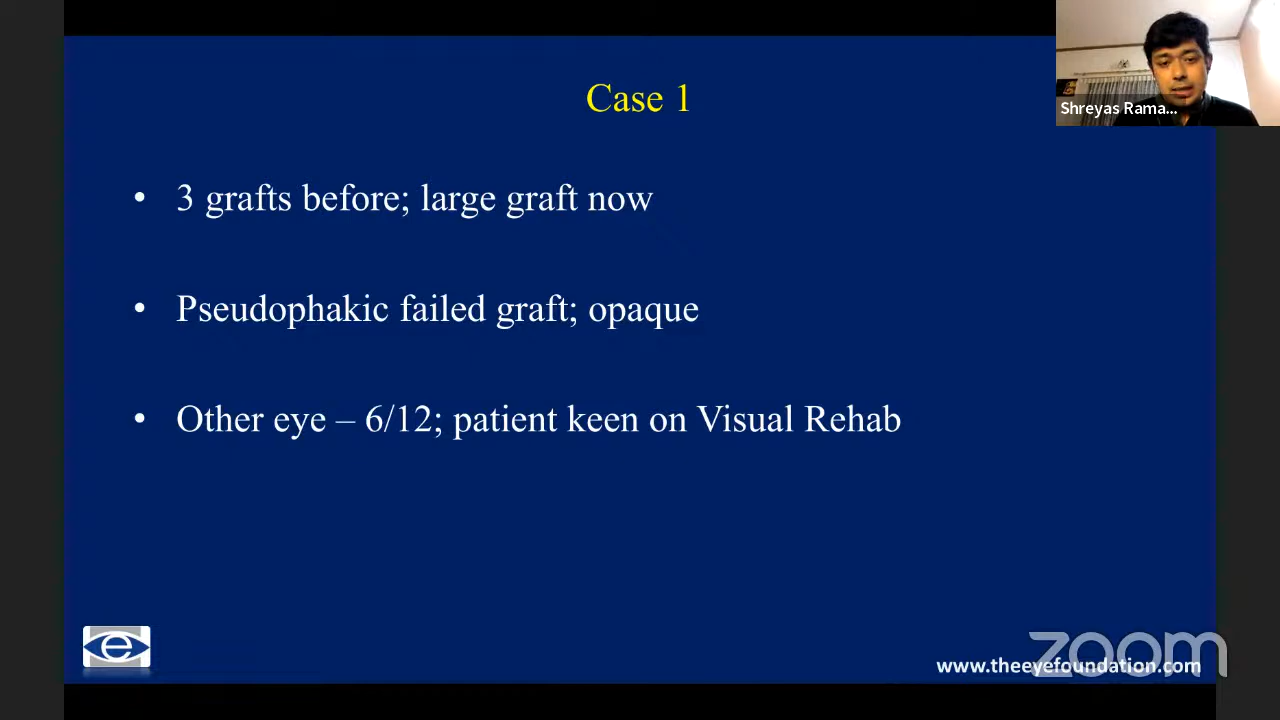 Case 1
Shreyas Rama...
• 3 grafts before; large graft now
• Pseudophakic failed graft; opaque
• Other eye – 6/12; patient keen on Visual Rehab
e
zoom
www.theeyefoundation.com